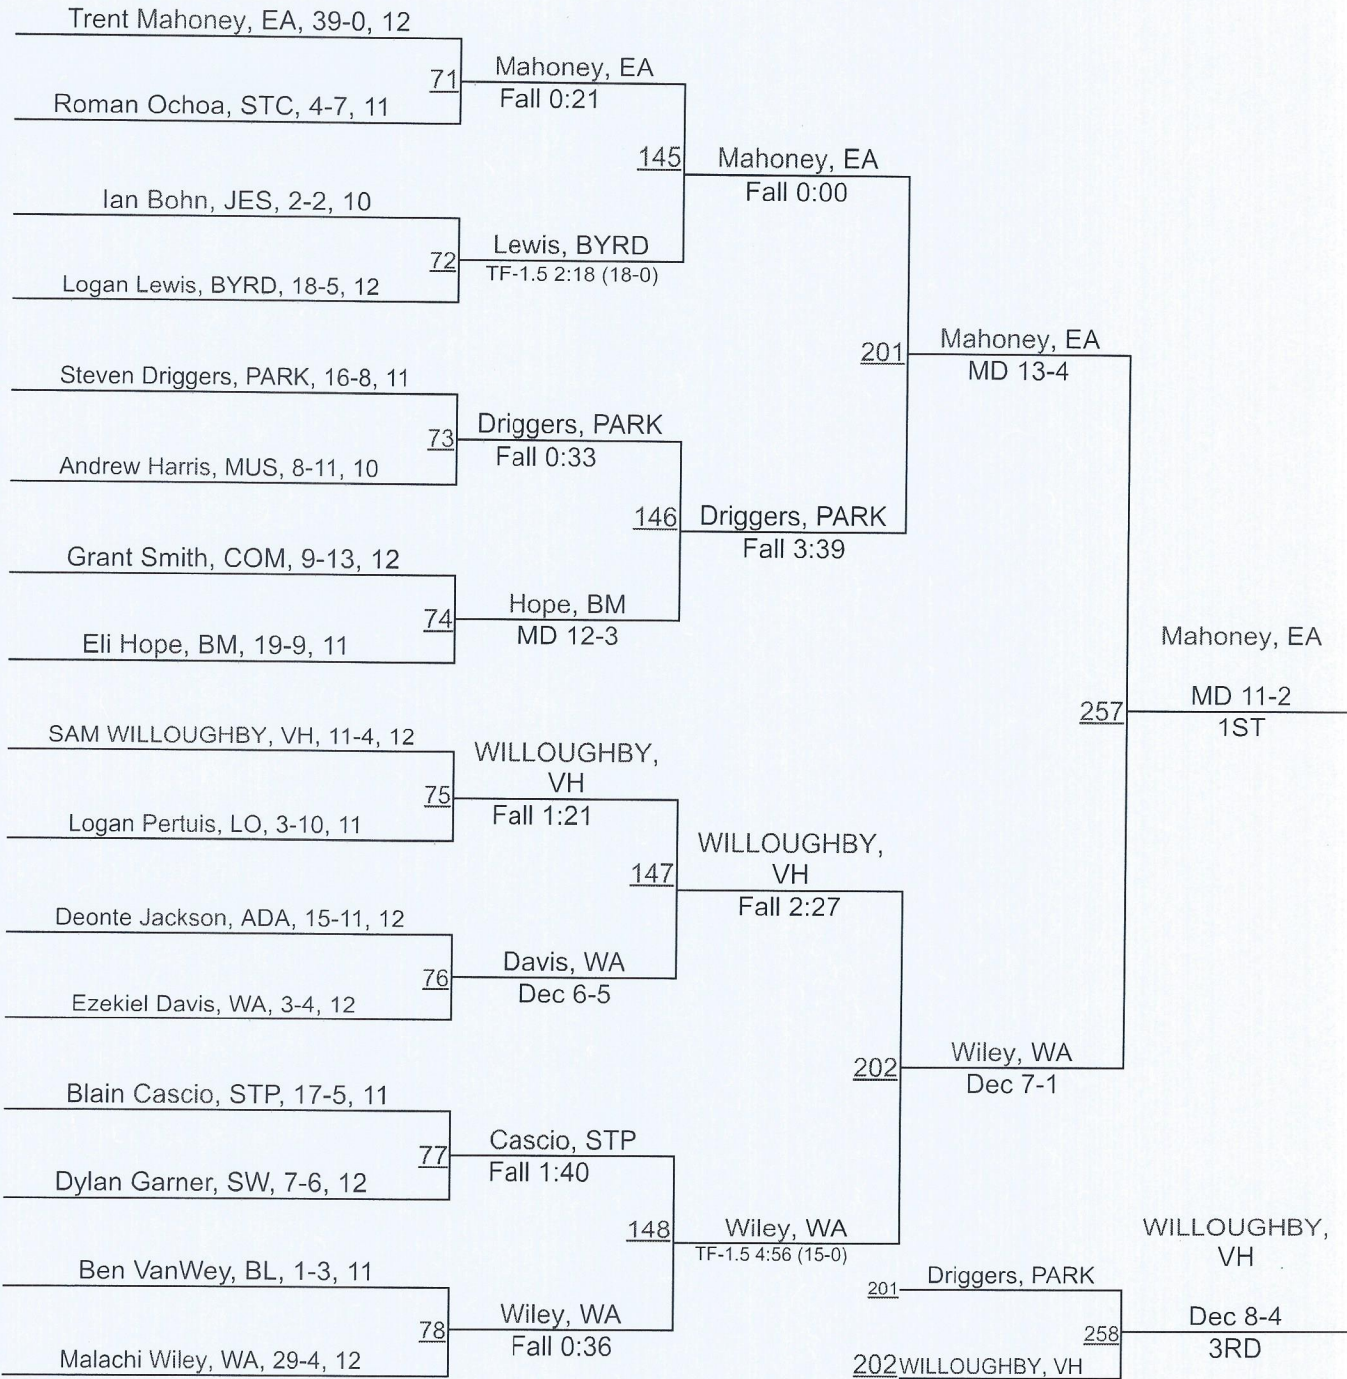 Trent Mahoney, EA, 39-0, 12
71
Mahoney, EA
Fall 0:21
Roman Ochoa, STC, 4-7, 11
145
Mahoney, EA
Fall 0:00
Ian Bohn, JES, 2-2, 10
72
Lewis, BYRD
TF-1.5 2:18 (18-0)
Logan Lewis, BYRD, 18-5, 12
201
Mahoney, EA
MD 13-4
Steven Driggers, PARK, 16-8, 11
73
Driggers, PARK
Fall 0:33
Andrew Harris, MUS, 8-11, 10
146
Driggers, PARK
Fall 3:39
Grant Smith, COM, 9-13, 12
74
Hope, BM
MD 12-3
Eli Hope, BM, 19-9, 11
257
Mahoney, EA
MD 11-2
1ST
SAM WILLOUGHBY, VH, 11-4, 12
75
WILLOUGHBY,
VH
Fall 1:21
Logan Pertuis, LO, 3-10, 11
147
WILLOUGHBY,
VH
Fall 2:27
Deonte Jackson, ADA, 15-11, 12
76
Davis, WA
Dec 6-5
Ezekiel Davis, WA, 3-4, 12
202
Wiley, WA
Dec 7-1
Blain Cascio, STP, 17-5, 11
77
Cascio, STP
Fall 1:40
Dylan Garner, SW, 7-6, 12
148
Wiley, WA
TF-1.5 4:56 (15-0)
Ben VanWey, BL, 1-3, 11
78
Wiley, WA
Fall 0:36
Malachi Wiley, WA, 29-4, 12
201
Driggers, PARK
258
WILLOUGHBY,
VH
Dec 8-4
3RD
202 WILLOUGHBY, VH